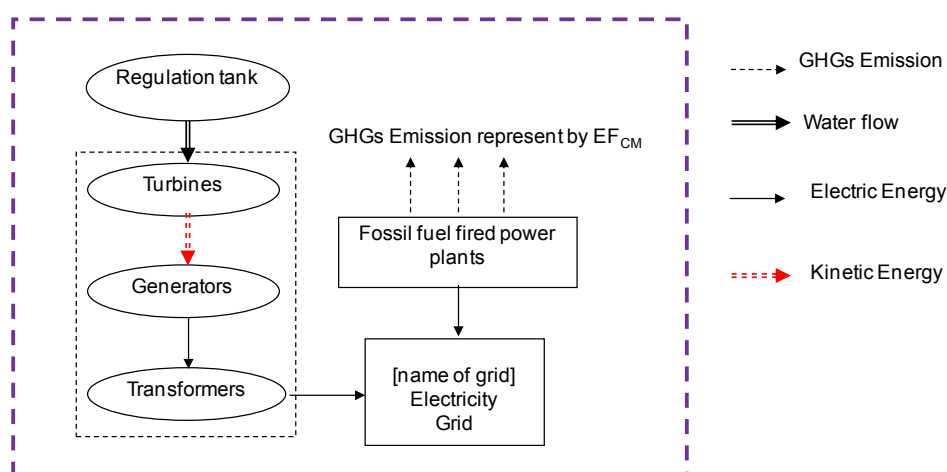 Regulation tank
GHGs Emission represent by EF_CM
Turbines
Fossil fuel fired power
plants
Generators
[name of grid]
Electricity
Grid
Transformers
GHGs Emission
Water flow
Electric Energy
Kinetic Energy